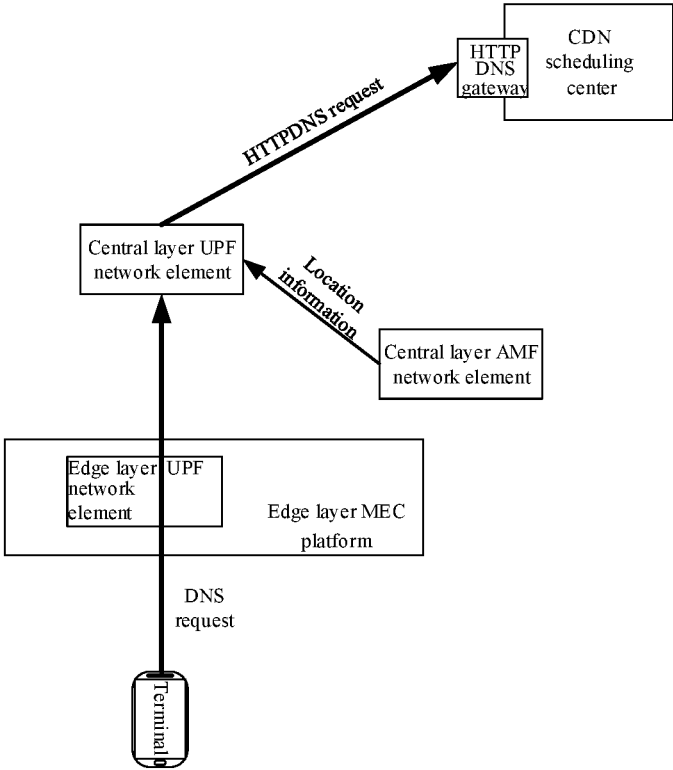 HTTP
DNS
gateway
CDN
scheduling
center
HTTPDNS request
Central layer UPF
network element
Location
information
Central layer AMF
network element
Edge layer UPF
network
element
Edge layer MEC
platform
DNS
request
Terminal